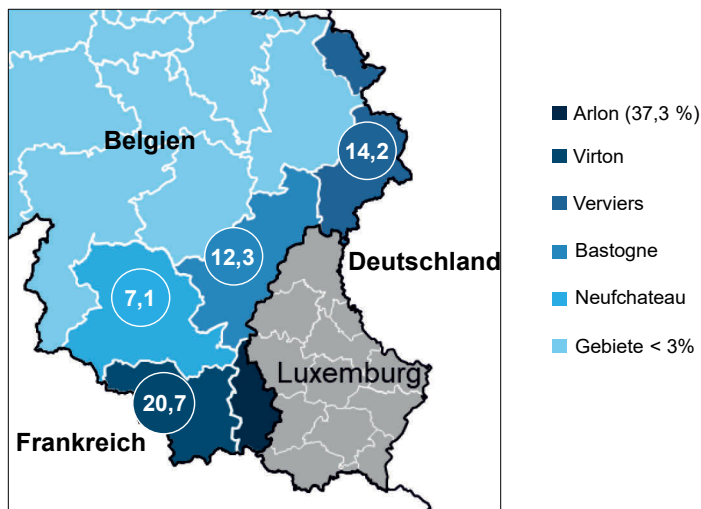 Belgien
14,2
12,3
Deutschland
7,1
Luxemburg
20,7
Frankreich
Arlon (37,3 %)
Virton
Verviers
Bastogne
Neufchateau
Gebiete < 3%